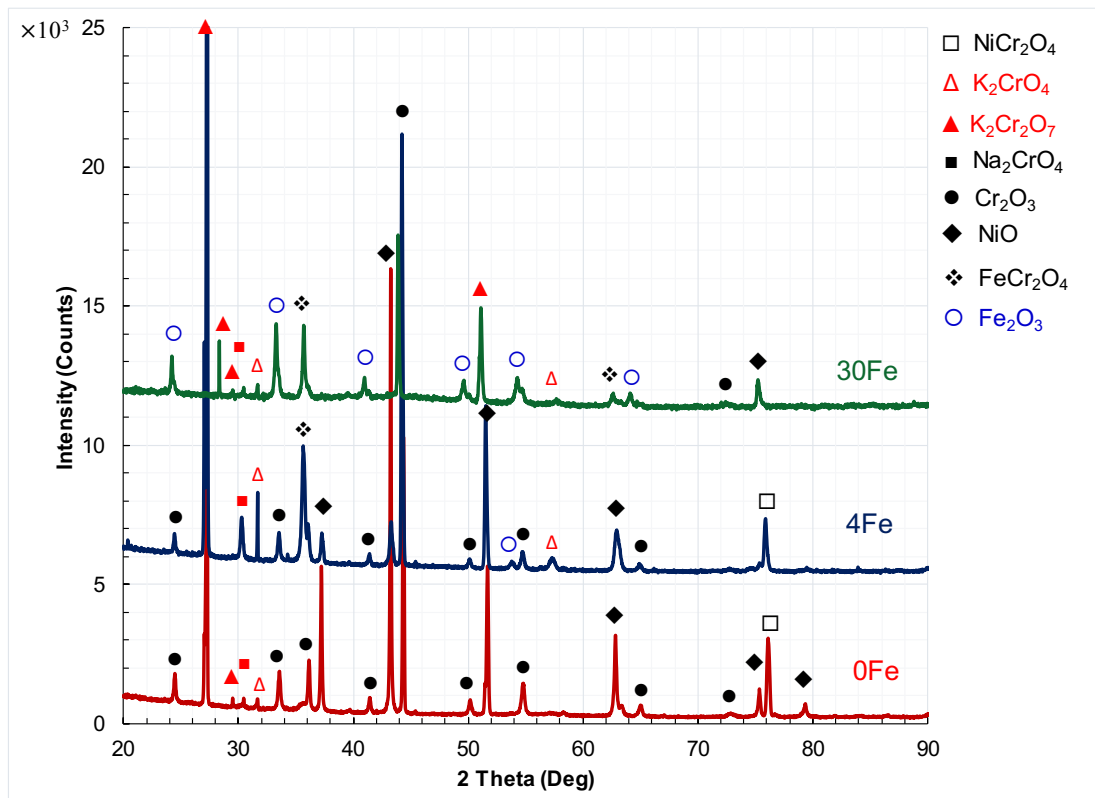 ×10³
25
20
15
10
5
0
Intensity (Counts)
20
30
40
50
60
70
80
90
2 Theta (Deg)
30Fe
4Fe
0Fe
NiCr₂O₄
K₂CrO₄
K₂Cr₂O₇
Na₂CrO₄
Cr₂O₃
NiO
FeCr₂O₄
Fe₂O₃